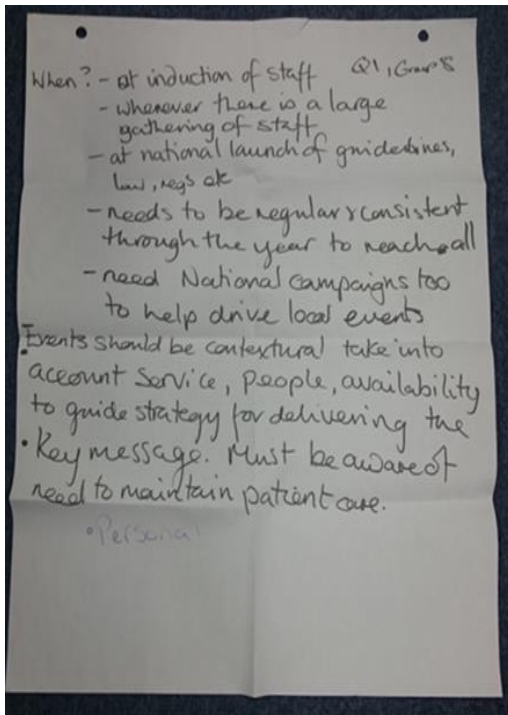 Q1, Group 8
When? - at induction of staff
- whenever there is a large
gathering of staff
- at national launch of guidelines,
law, regs etc
- needs to be regular & consistent
through the year to reach all
- need National campaigns too
to help drive local events
• Events should be contextural take into
account service, people, availability
to guide strategy for delivering the
• Key message. Must be aware of
need to maintain patient care.
• Personal